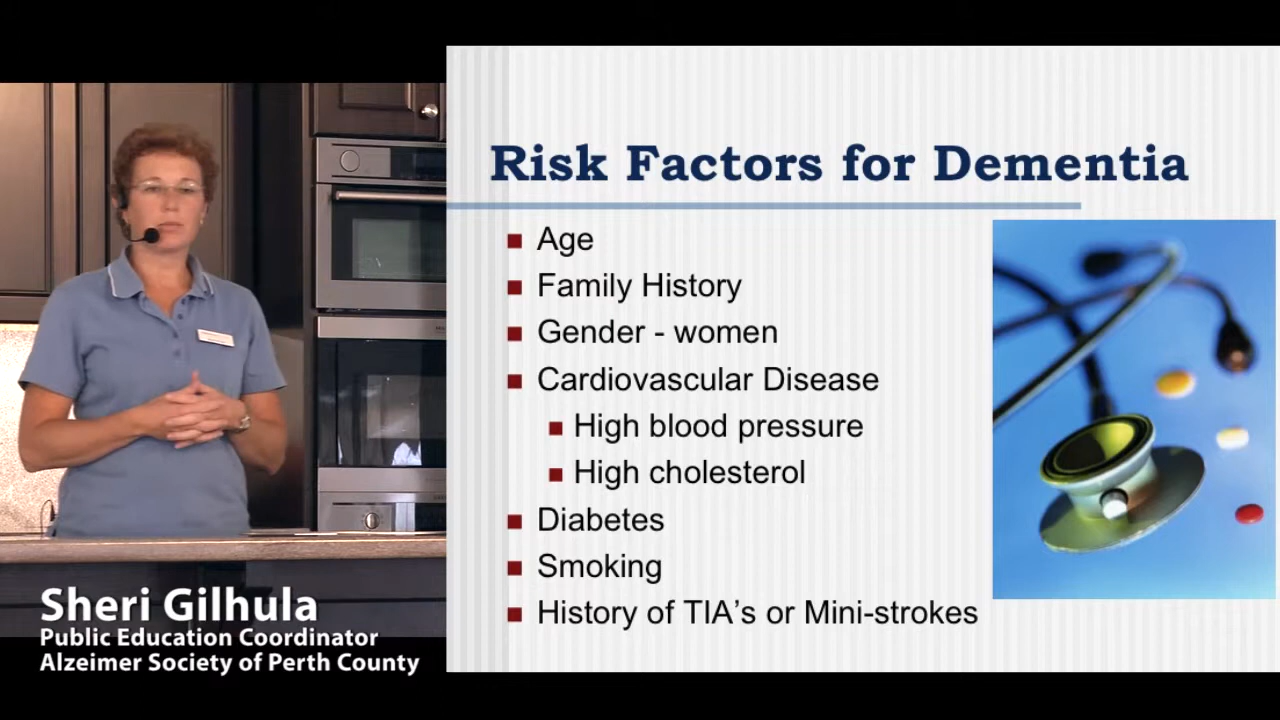 Risk Factors for Dementia
Age
Family History
Gender - women
Cardiovascular Disease
High blood pressure
High cholesterol
Diabetes
Smoking
History of TIA's or Mini-strokes
Sheri Gilhula
Public Education Coordinator
Alzeimer Society of Perth County